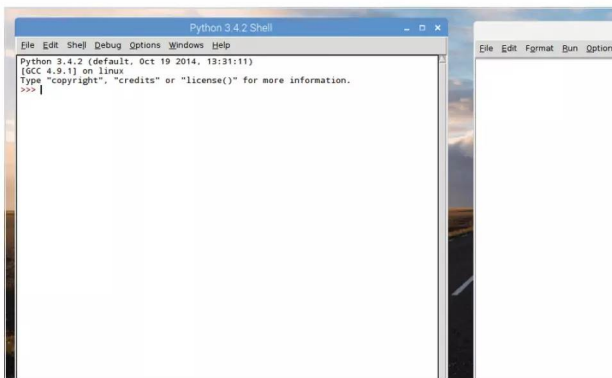 Python 3.4.2 Shell
File Edit Shell Debug Options Windows Help
Python 3.4.2 (default, Oct 19 2014, 13:31:11)
[GCC 4.9.1] on linux
Type "copyright", "credits" or "license()" for more information.
>>>
File Edit Format Run Option